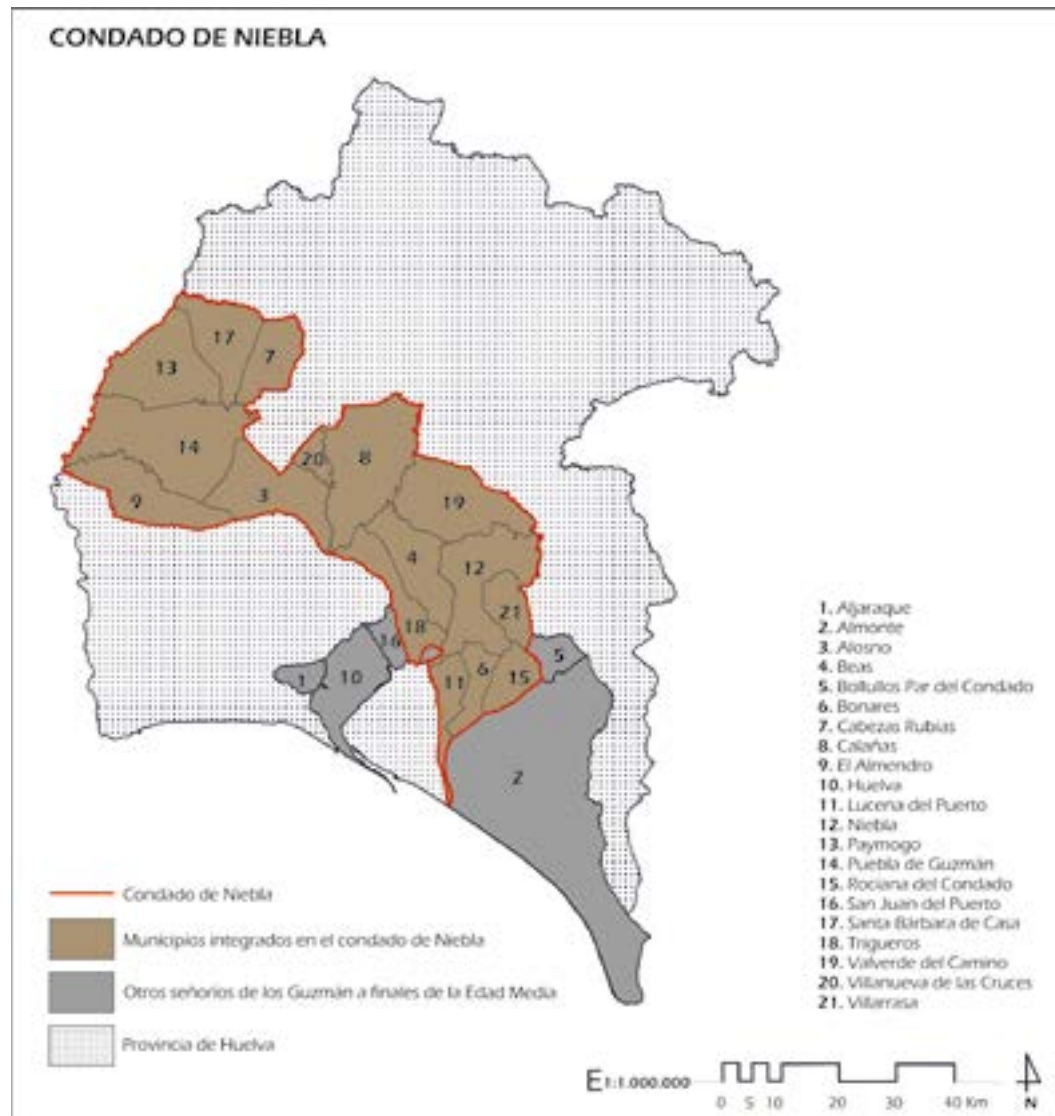 CONDADO DE NIEBLA
17
13
7
14
20
8
3
9
19
4
12
21
18
16
5
10
1
11
6
15
2
1. Aljaraque
2. Almonte
3. Alosno
4. Beas
5. Bollullos Par del Condado
6. Bonares
7. Cabezas Rubias
8. Calañas
9. El Almendro
10. Huelva
11. Lucena del Puerto
12. Niebla
13. Paymogo
14. Puebla de Guzmán
15. Rociana del Condado
16. San Juan del Puerto
17. Santa Bárbara de Casa
18. Trigueros
19. Valverde del Camino
20. Villanueva de las Cruces
21. Villarrasa
Condado de Niebla
Municipios integrados en el condado de Niebla
Otros señoríos de los Guzmán a finales de la Edad Media
Provincia de Huelva
E 1:1.000.000
0 5 10 20 30 40 Km
N